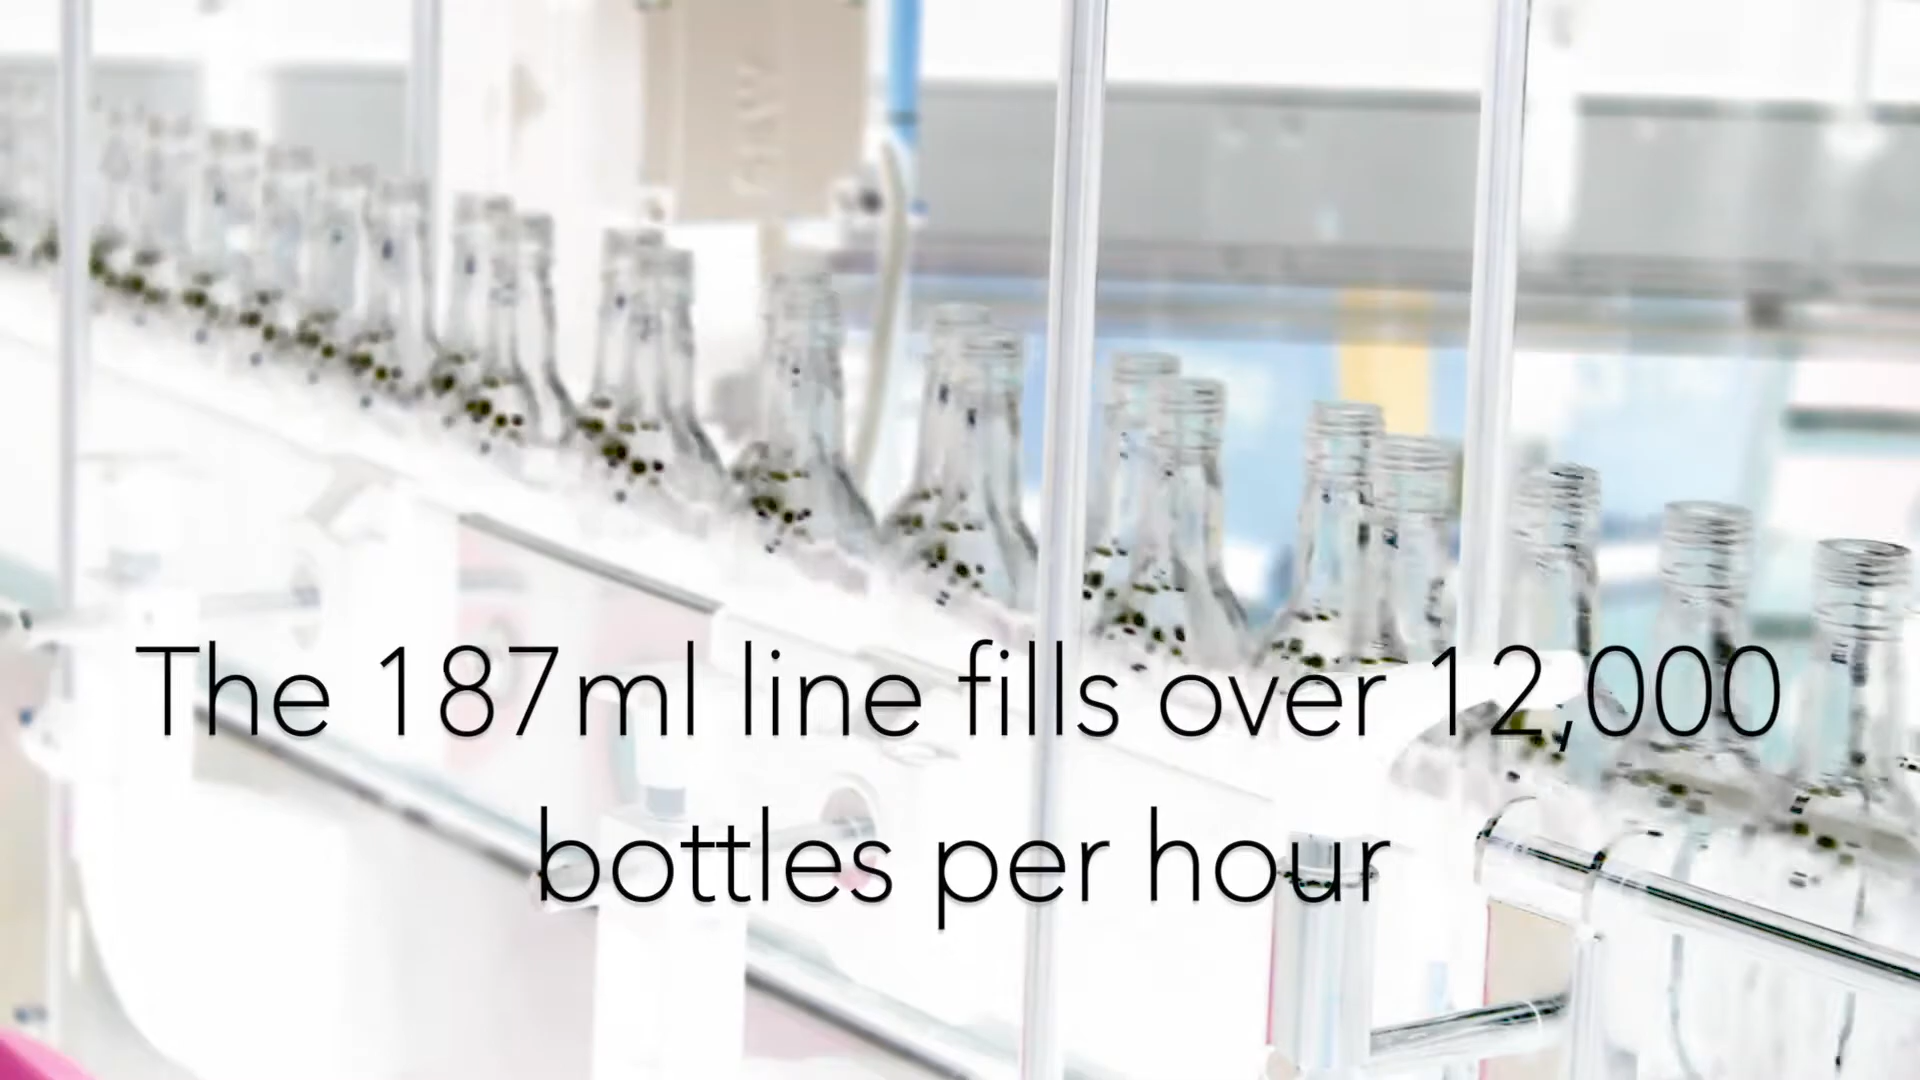 The 187ml line fills over 12,000
bottles per hour